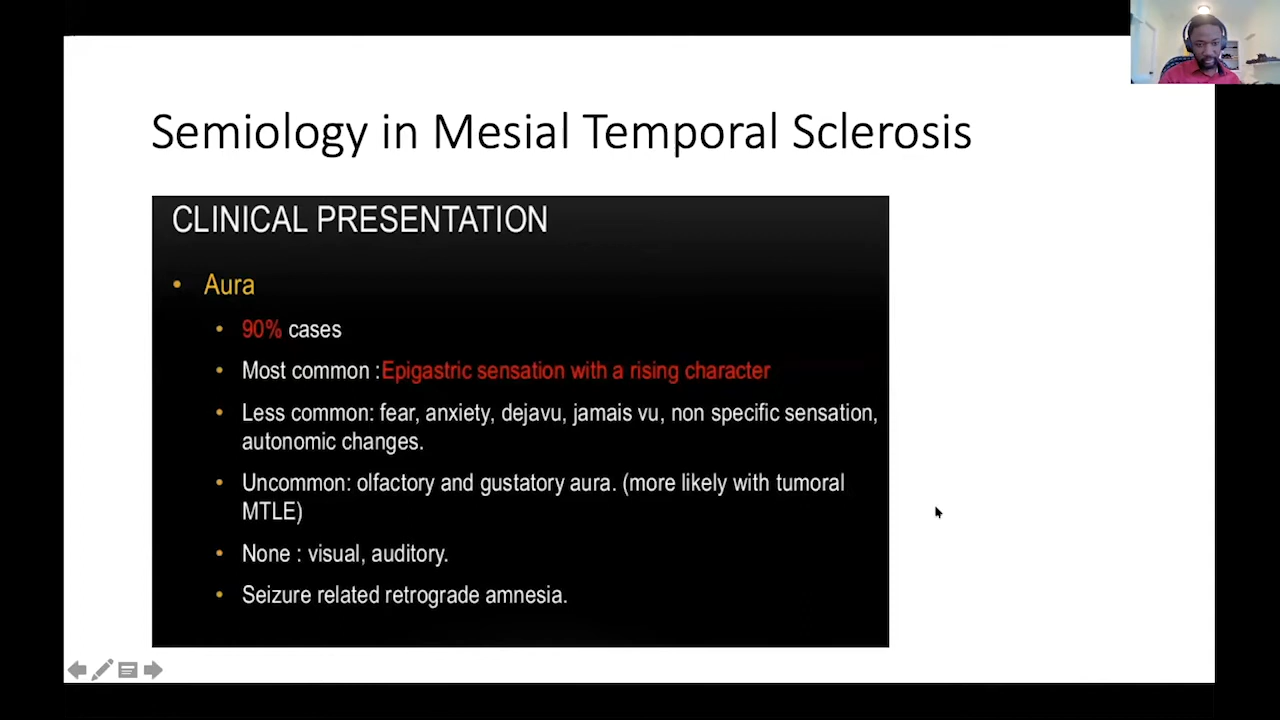 Semiology in Mesial Temporal Sclerosis
CLINICAL PRESENTATION
• Aura
• 90% cases
• Most common :Epigastric sensation with a rising character
• Less common: fear, anxiety, dejavu, jamais vu, non specific sensation,
autonomic changes.
• Uncommon: olfactory and gustatory aura. (more likely with tumoral
MTLE)
• None : visual, auditory.
• Seizure related retrograde amnesia.